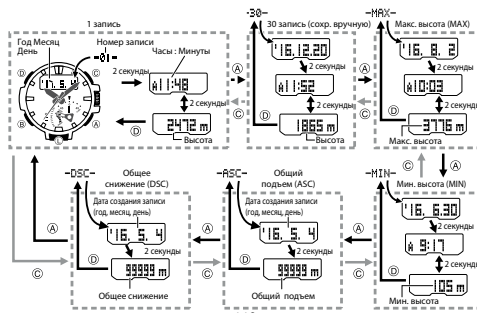 1 запись
Год Месяц
День
Номер записи
-01-
'17. 5. 1
Часы : Минуты
2 секунды
A11:48
2472 m
Высота
A
B
C
D
L
-30-
30 запись (сохр. вручную)
'16.12.20
2 секунды
A11:52
2 секунды
1865 m
Высота
-MAX-
Макс. высота (MAX)
'16. 8. 2
2 секунды
A10:03
2 секунды
3776 m
Макс. высота
-DSC-
Общее
снижение (DSC)
Дата создания записи
(год, месяц, день)
'16. 5. 4
2 секунды
99999 m
Общее снижение
-ASC-
Общий
подъем (ASC)
Дата создания записи
(год, месяц, день)
'16. 5. 4
2 секунды
99999 m
Общий подъем
-MIN-
Мин. высота (MIN)
'16. 6.30
2 секунды
A 9:17
2 секунды
105 m
Мин. высота